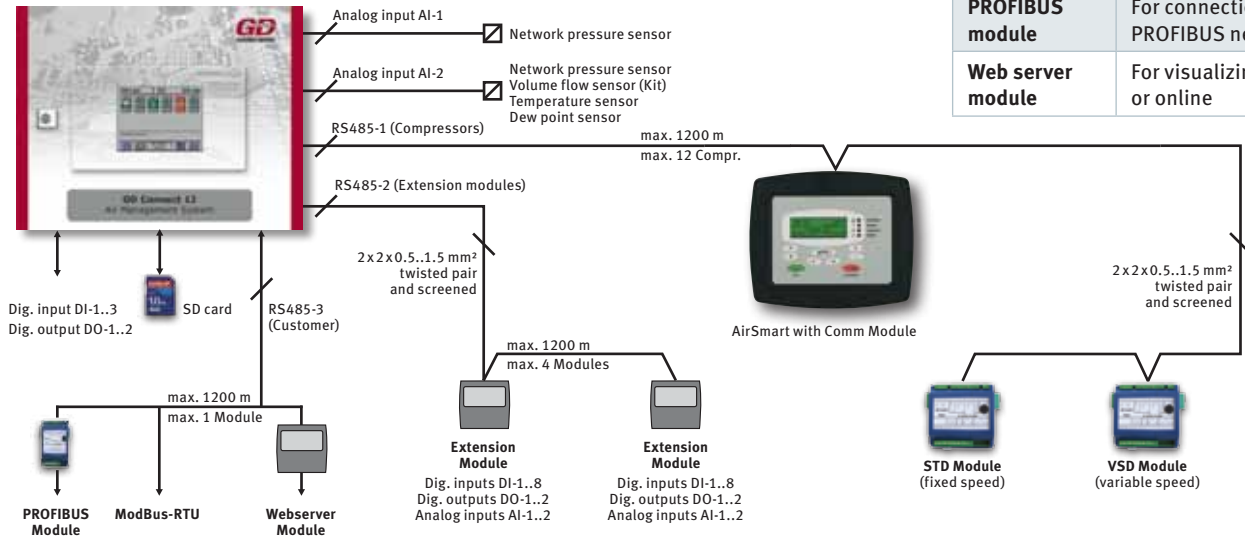 GD
GD Connect 12
Air Management System
Analog input AI-1
Network pressure sensor
Analog input AI-2
Network pressure sensor
Volume flow sensor (Kit)
Temperature sensor
Dew point sensor
RS485-1 (Compressors)
max. 1200 m
max. 12 Compr.
RS485-2 (Extension modules)
PROFIBUS
module
For connecti
PROFIBUS ne
Web server
module
For visualizin
or online
2 x 2 x 0.5..1.5 mm²
twisted pair
and screened
2 x 2 x 0.5..1.5 mm²
twisted pair
and screened
Dig. input DI-1..3
Dig. output DO-1..2
SD card
RS485-3
(Customer)
AirSmart with Comm Module
max. 1200 m
max. 4 Modules
max. 1200 m
max. 1 Module
PROFIBUS
Module
ModBus-RTU
Webserver
Module
Extension
Module
Dig. inputs DI-1..8
Dig. outputs DO-1..2
Analog inputs AI-1..2
Extension
Module
Dig. inputs DI-1..8
Dig. outputs DO-1..2
Analog inputs AI-1..2
STD Module
(fixed speed)
VSD Module
(variable speed)